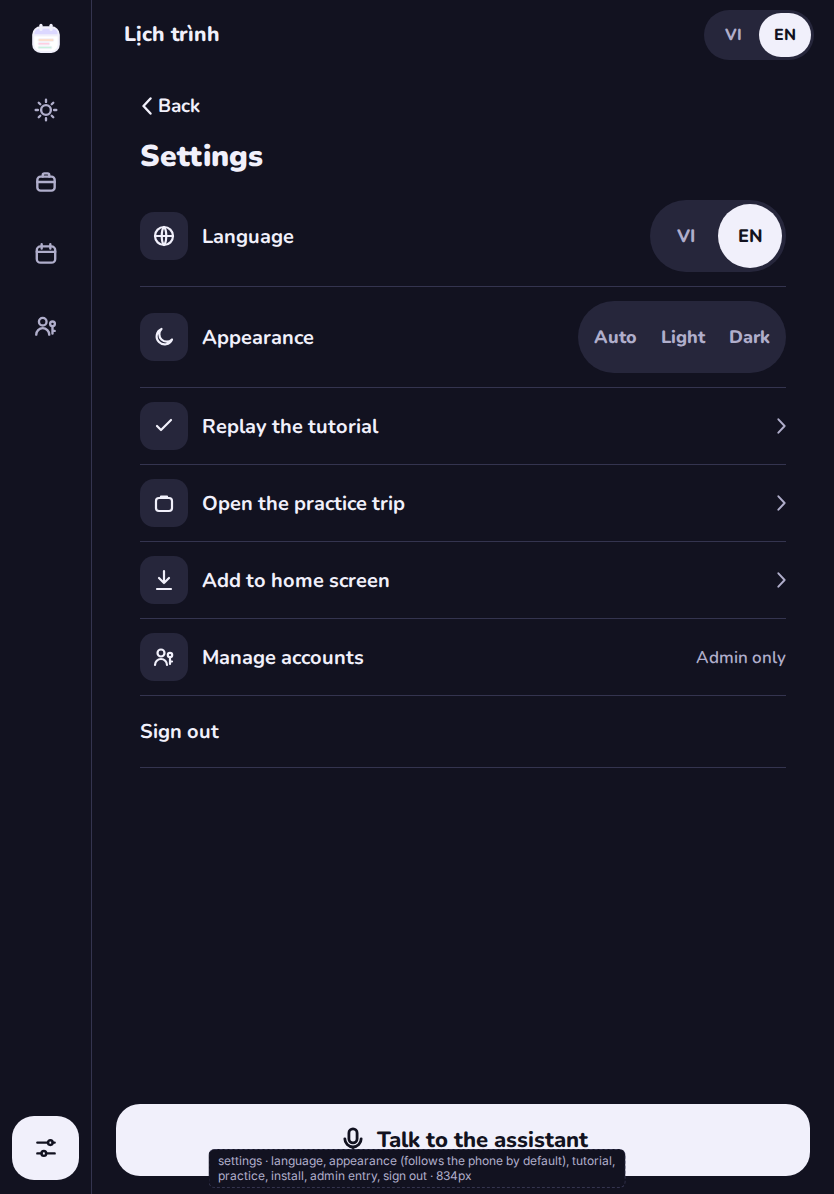 Lịch trình
VI EN
Back
Settings
Language
VI EN
Appearance
Auto Light Dark
Replay the tutorial
Open the practice trip
Add to home screen
Manage accounts
Admin only
Sign out
Talk to the assistant
settings · language, appearance (follows the phone by default), tutorial,
practice, install, admin entry, sign out · 834px